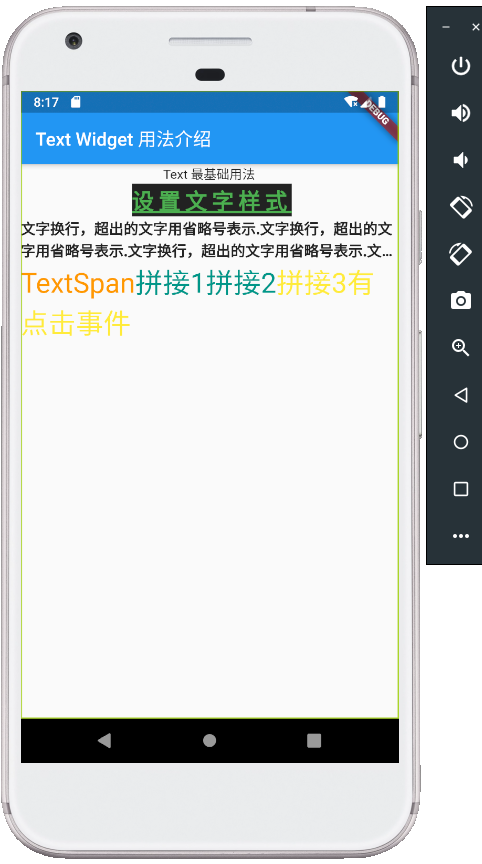 8:17
DEBUG
Text Widget 用法介绍
Text 最基础用法
设置文字样式
文字换行，超出的文字用省略号表示.文字换行，超出的文
字用省略号表示.文字换行，超出的文字用省略号表示.文...
TextSpan拼接1拼接2拼接3有
点击事件